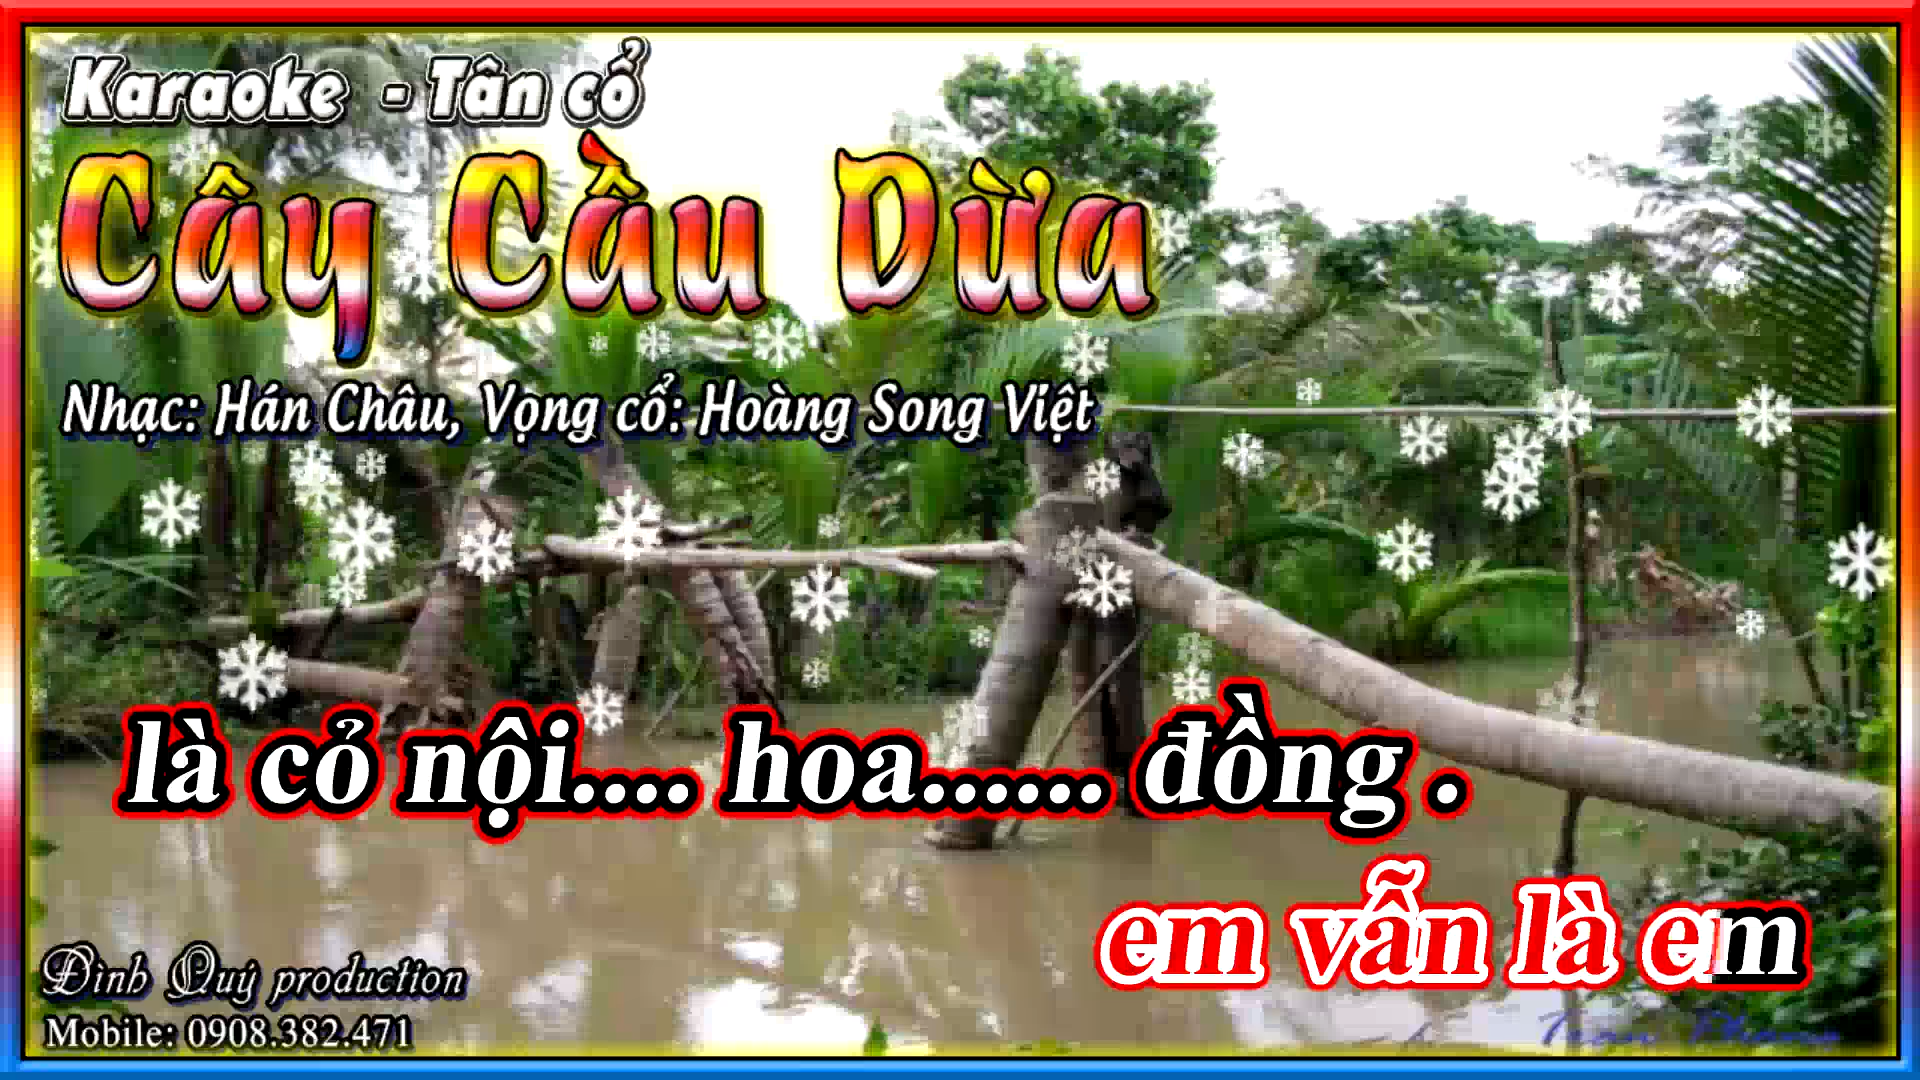 Karaoke - Tân cổ
Cây Cầu Dừa
Nhạc: Hán Châu, Vọng cổ: Hoàng Song Việt
là cỏ nội.... hoa...... đồng .
em vẫn là em
Đình Quý production
Mobile: 0908.382.471